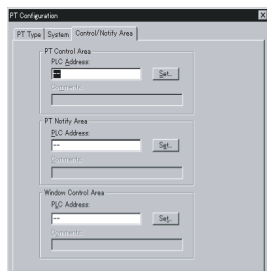 PT Configuration X
PT Type System Control/Notify Area
PT Control Area
PLC Address:
-- Set..
Comments:
PT Notify Area
PLC Address:
-- Set..
Comments:
Window Control Area
PLC Address:
-- Set..
Comments: